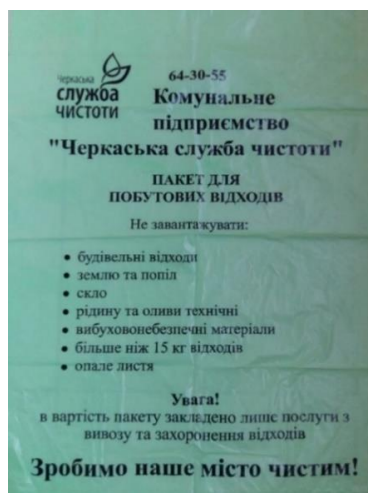 Черкаська
служба
чистоти
64-30-55
Комунальне
підприємство
"Черкаська служба чистоти"
ПАКЕТ ДЛЯ
ПОБУТОВИХ ВІДХОДІВ
Не завантажувати:
• будівельні відходи
• землю та попіл
• скло
• рідину та оливи технічні
• вибуховонебезпечні матеріали
• більше ніж 15 кг відходів
• опале листя
Увага!
в вартість пакету закладено лише послуги з
вивозу та захоронення відходів
Зробимо наше місто чистим!